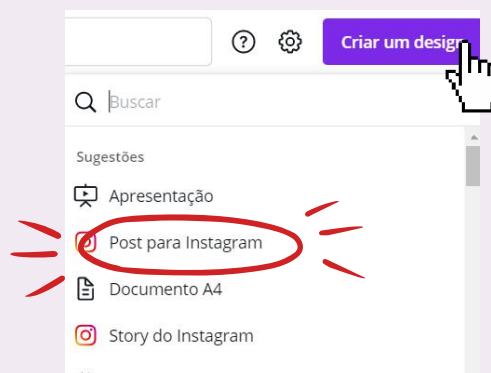 Criar um design
Buscar
Sugestões
Apresentação
Post para Instagram
Documento A4
Story do Instagram